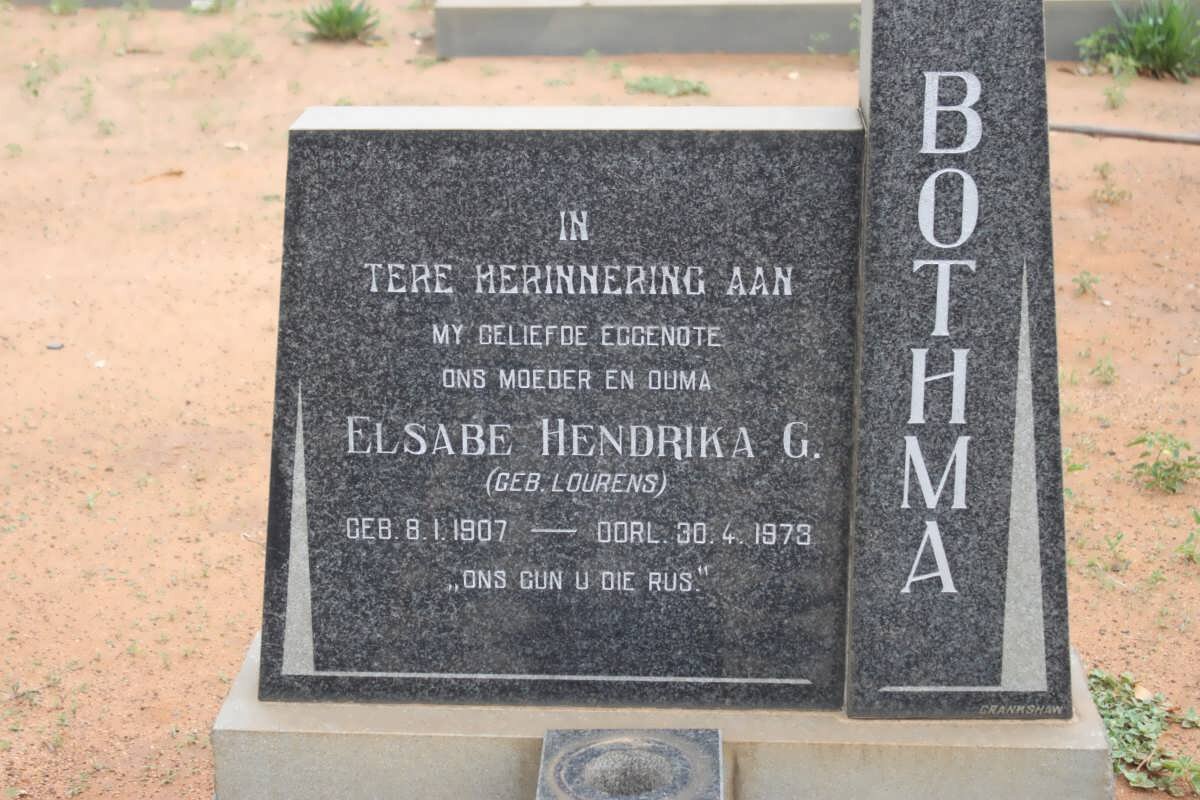 IN
TERE HERINNERING AAN
MY GELIEFDE EGGENOTE
ONS MOEDER EN OUMA
ELSABE HENDRIKA G.
(GEB. LOURENS)
GEB. 8.1.1907 — OORL. 30.4.1973
„ONS GUN U DIE RUS."
BOTHMA
CRANKSHAW